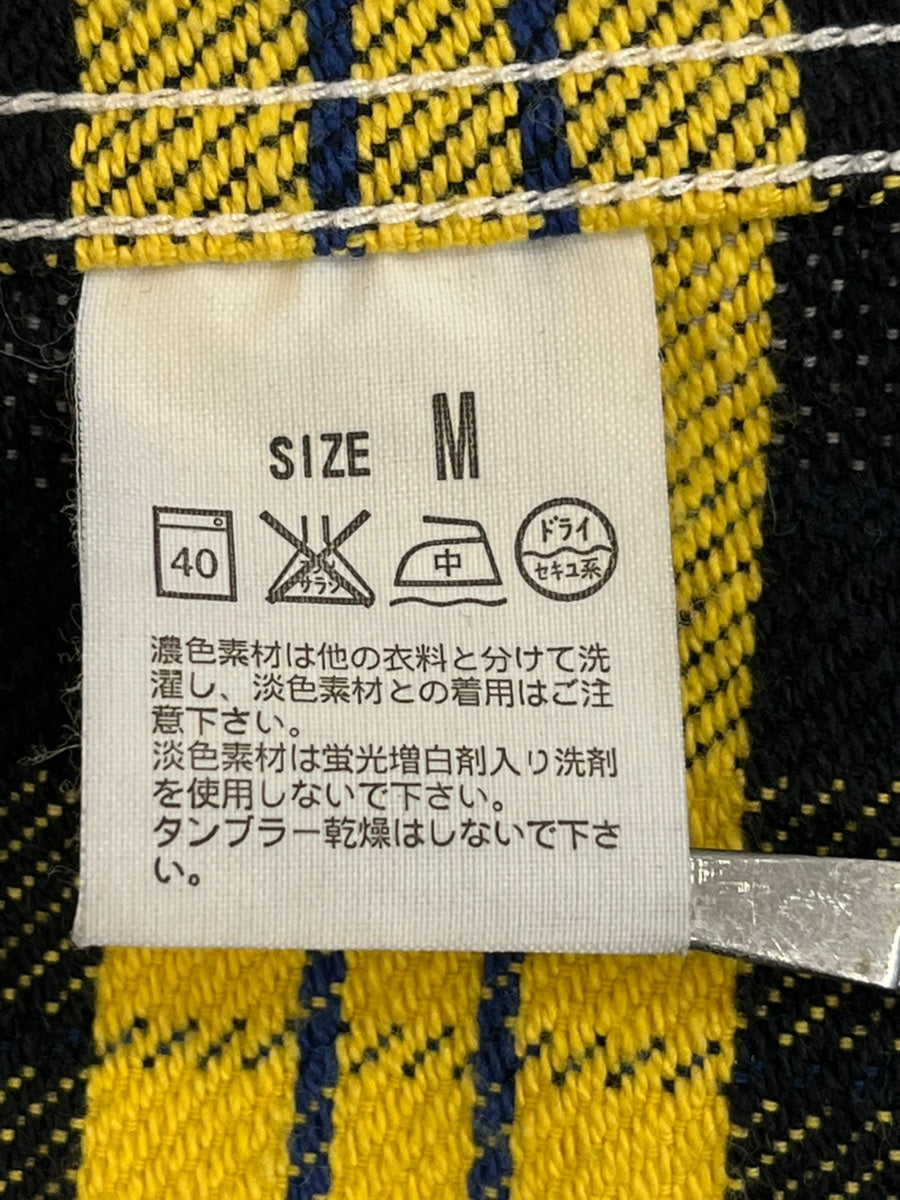 SIZE M
40
エンソ
サラシ
中
ドライ
セキユ系
濃色素材は他の衣料と分けて洗
濯し、淡色素材との着用はご注
意下さい。
淡色素材は蛍光増白剤入り洗剤
を使用しないで下さい。
タンブラー乾燥はしないで下さ
い。